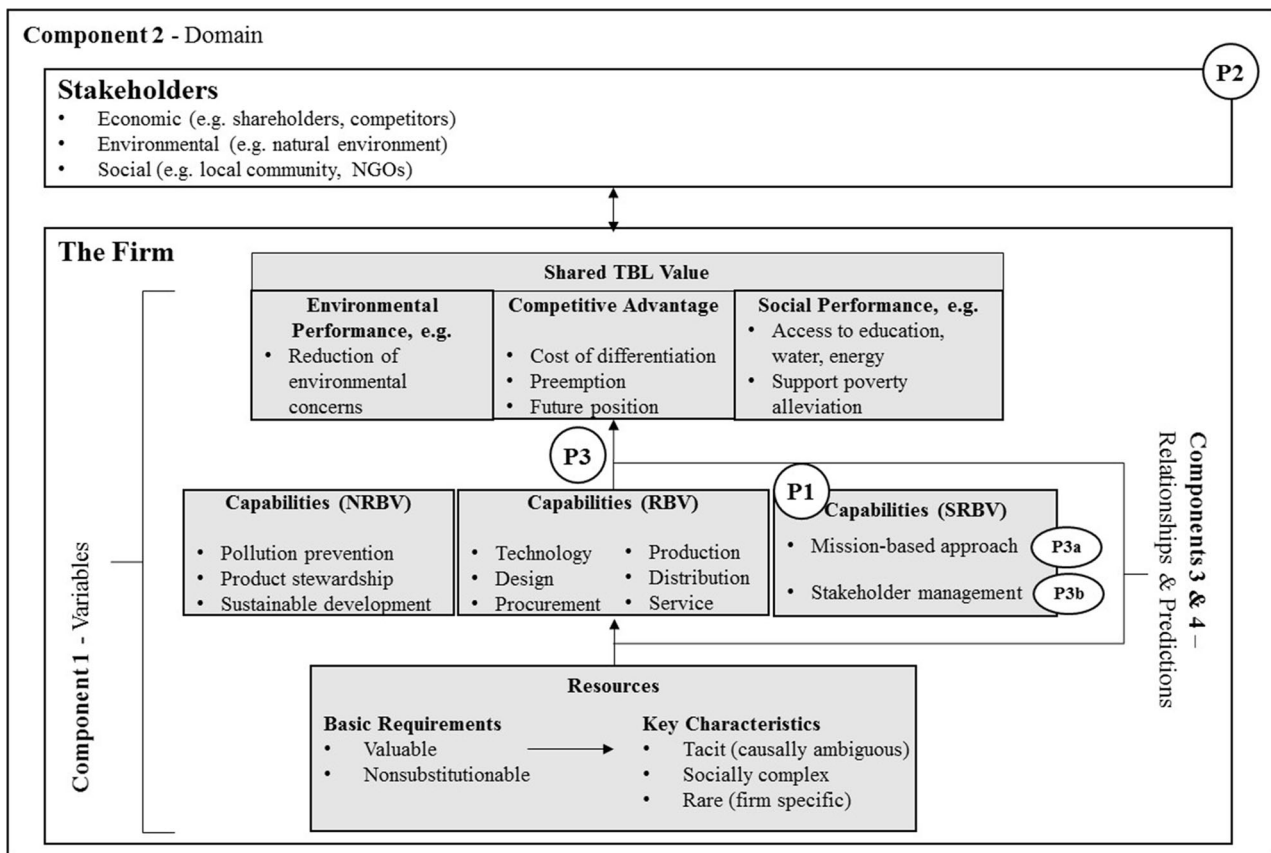 Component 2 - Domain
P2
Stakeholders
• Economic (e.g. shareholders, competitors)
• Environmental (e.g. natural environment)
• Social (e.g. local community, NGOs)
The Firm
Shared TBL Value
Environmental
Performance, e.g.
• Reduction of
environmental
concerns
Competitive Advantage
• Cost of differentiation
• Preemption
• Future position
Social Performance, e.g.
• Access to education,
water, energy
• Support poverty
alleviation
P3
P1
Capabilities (NRBV)
• Pollution prevention
• Product stewardship
• Sustainable development
Capabilities (RBV)
• Technology
• Design
• Procurement
• Production
• Distribution
• Service
Capabilities (SRBV)
• Mission-based approach
P3a
• Stakeholder management
P3b
Resources
Basic Requirements
• Valuable
• Nonsubstitutionable
Key Characteristics
• Tacit (causally ambiguous)
• Socially complex
• Rare (firm specific)
Component 1 - Variables
Components 3 & 4 –
Relationships & Predictions